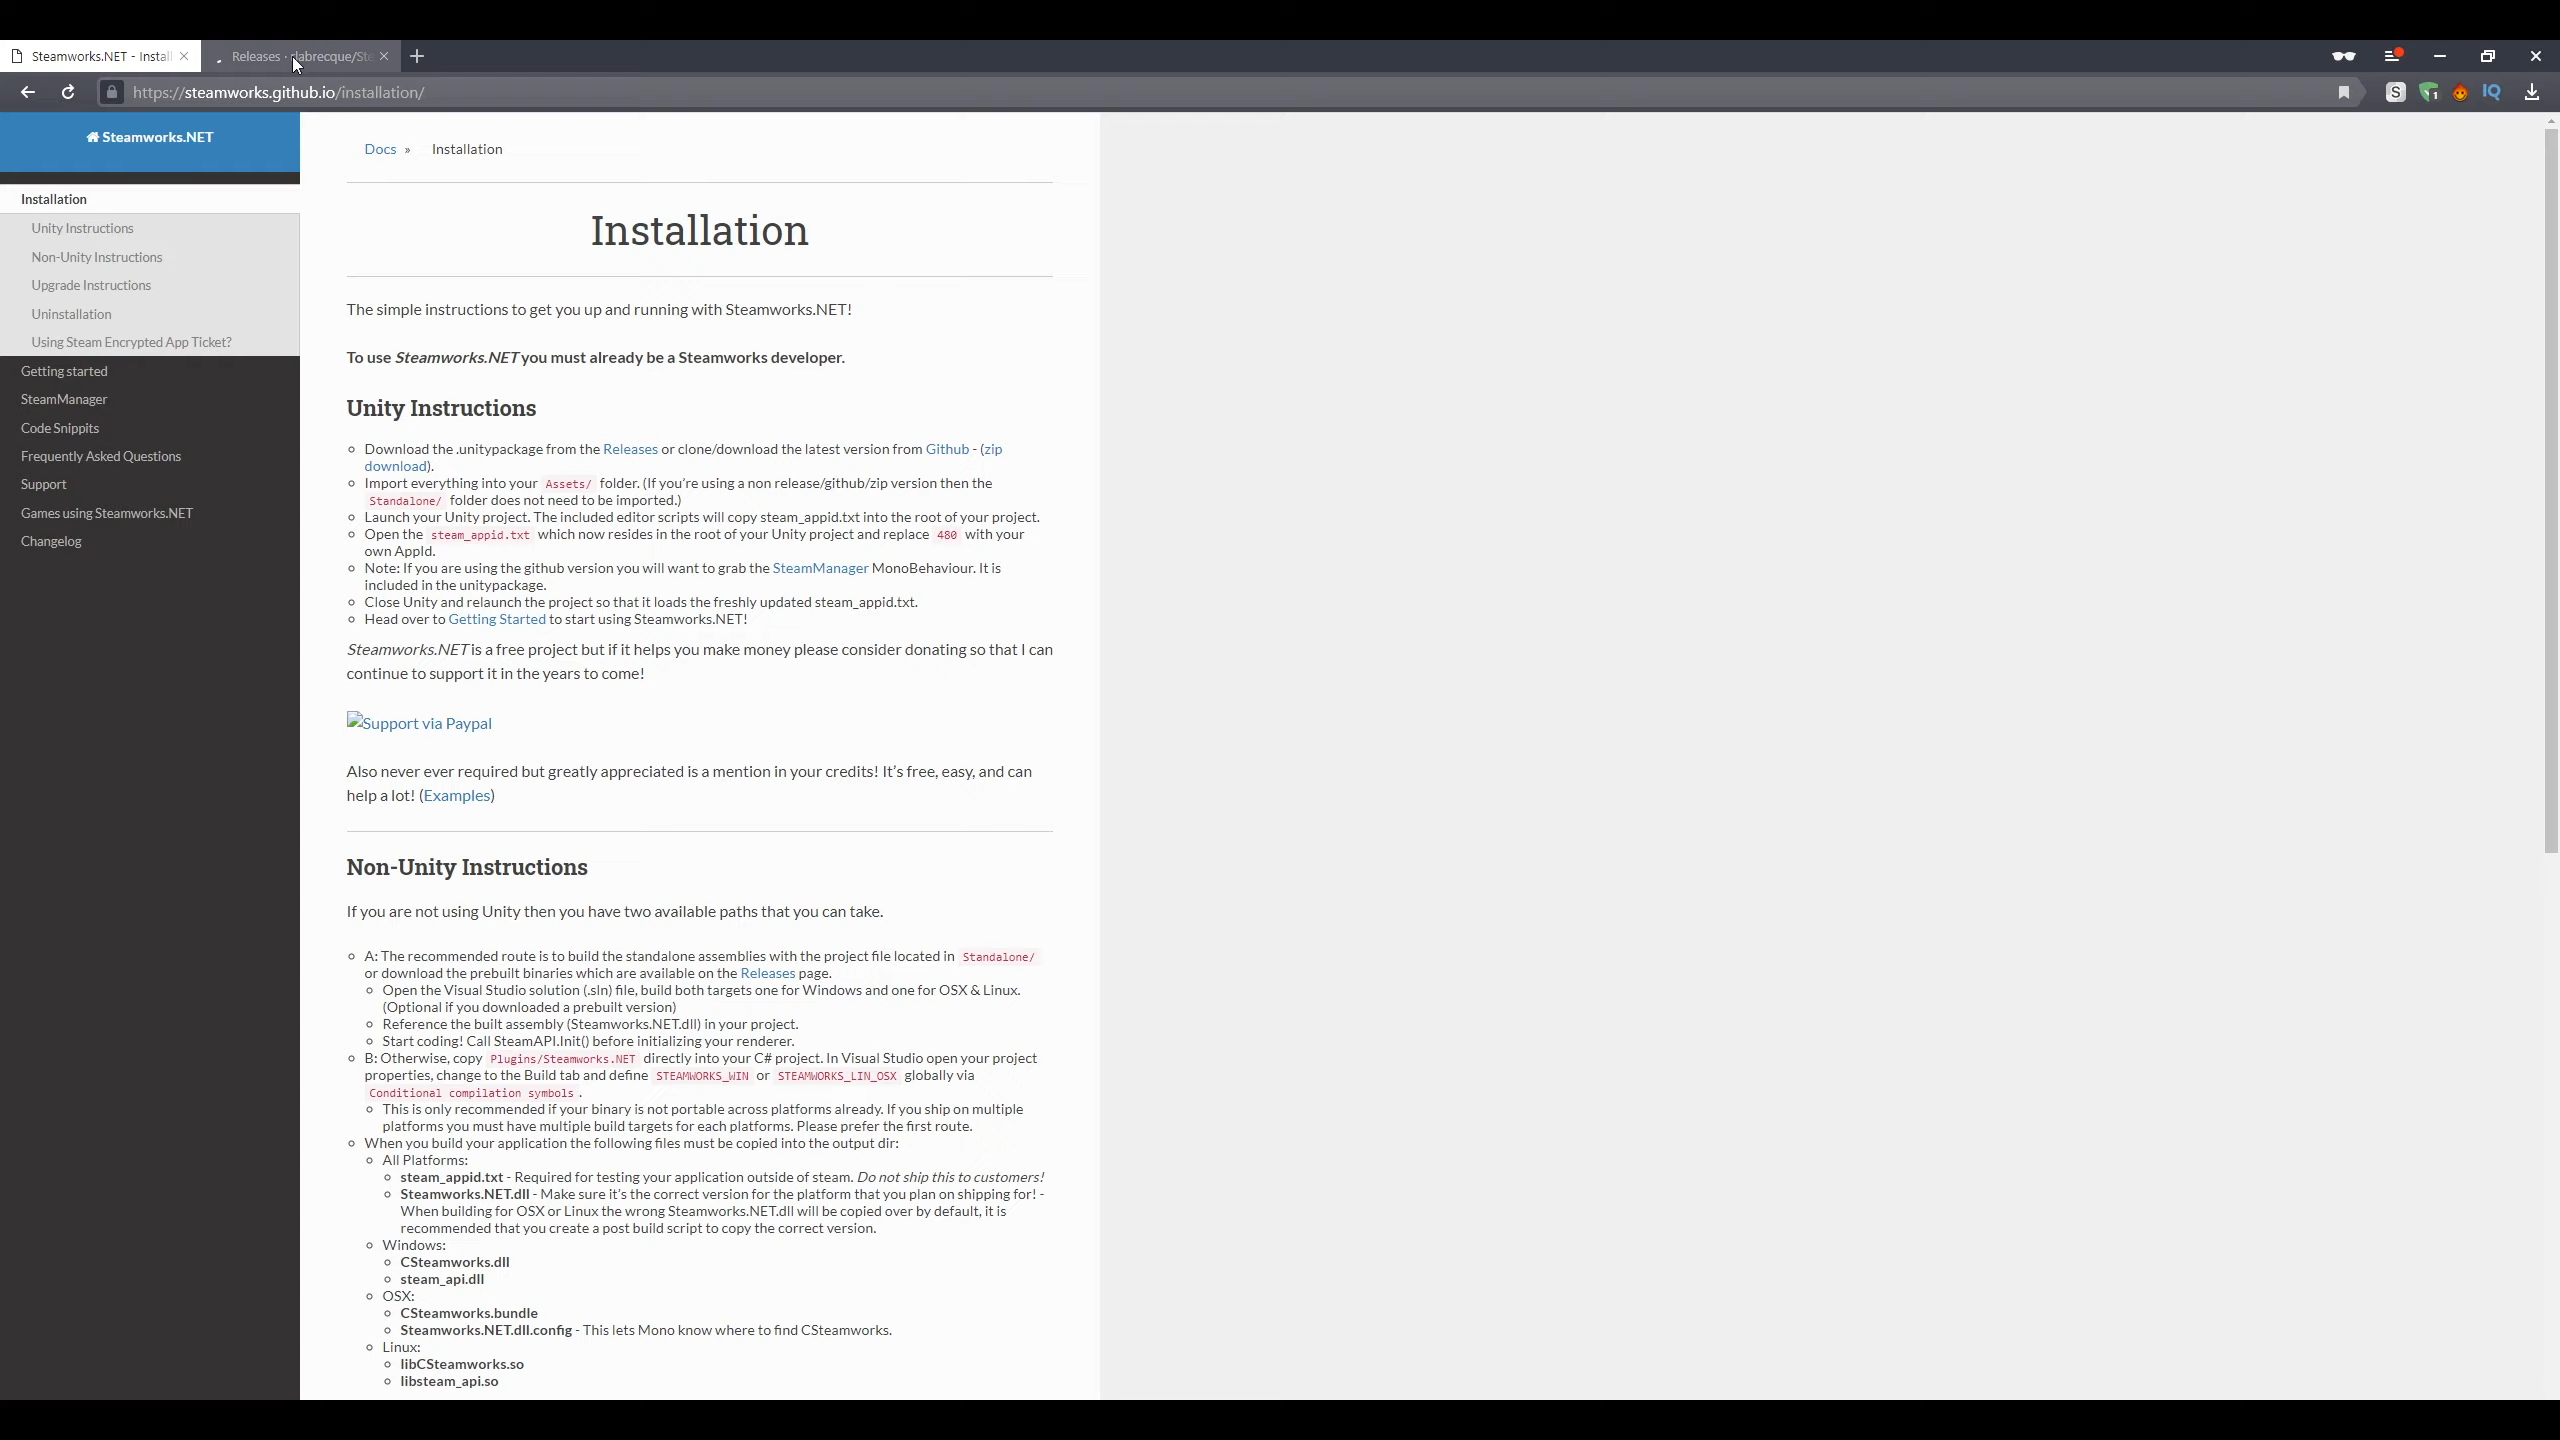 Steamworks.NET - Instal
Releases · rlabrecque/Ste
https://steamworks.github.io/installation/
S
1
IQ
Steamworks.NET
Installation
Unity Instructions
Non-Unity Instructions
Upgrade Instructions
Uninstallation
Using Steam Encrypted App Ticket?
Getting started
SteamManager
Code Snippits
Frequently Asked Questions
Support
Games using Steamworks.NET
Changelog
Docs » Installation
Installation
The simple instructions to get you up and running with Steamworks.NET!
To use Steamworks.NET you must already be a Steamworks developer.
Unity Instructions
Download the .unitypackage from the Releases or clone/download the latest version from Github - (zip
download).
Import everything into your Assets/ folder. (If you’re using a non release/github/zip version then the
Standalone/ folder does not need to be imported.)
Launch your Unity project. The included editor scripts will copy steam_appid.txt into the root of your project.
Open the steam_appid.txt which now resides in the root of your Unity project and replace 480 with your
own AppId.
Note: If you are using the github version you will want to grab the SteamManager MonoBehaviour. It is
included in the unitypackage.
Close Unity and relaunch the project so that it loads the freshly updated steam_appid.txt.
Head over to Getting Started to start using Steamworks.NET!
Steamworks.NET is a free project but if it helps you make money please consider donating so that I can
continue to support it in the years to come!
Support via Paypal
Also never ever required but greatly appreciated is a mention in your credits! It’s free, easy, and can
help a lot! (Examples)
Non-Unity Instructions
If you are not using Unity then you have two available paths that you can take.
A: The recommended route is to build the standalone assemblies with the project file located in Standalone/
or download the prebuilt binaries which are available on the Releases page.
Open the Visual Studio solution (.sln) file, build both targets one for Windows and one for OSX & Linux.
(Optional if you downloaded a prebuilt version)
Reference the built assembly (Steamworks.NET.dll) in your project.
Start coding! Call SteamAPI.Init() before initializing your renderer.
B: Otherwise, copy Plugins/Steamworks.NET directly into your C# project. In Visual Studio open your project
properties, change to the Build tab and define STEAMWORKS_WIN or STEAMWORKS_LIN_OSX globally via
Conditional compilation symbols .
This is only recommended if your binary is not portable across platforms already. If you ship on multiple
platforms you must have multiple build targets for each platforms. Please prefer the first route.
When you build your application the following files must be copied into the output dir:
All Platforms:
steam_appid.txt - Required for testing your application outside of steam. Do not ship this to customers!
Steamworks.NET.dll - Make sure it’s the correct version for the platform that you plan on shipping for! -
When building for OSX or Linux the wrong Steamworks.NET.dll will be copied over by default, it is
recommended that you create a post build script to copy the correct version.
Windows:
CSteamworks.dll
steam_api.dll
OSX:
CSteamworks.bundle
Steamworks.NET.dll.config - This lets Mono know where to find CSteamworks.
Linux:
libCSteamworks.so
libsteam_api.so